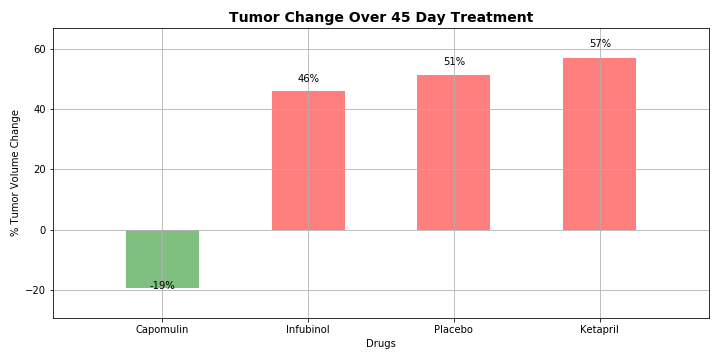 Tumor Change Over 45 Day Treatment
% Tumor Volume Change
60
40
20
0
−20
-19%
46%
51%
57%
Capomulin
Infubinol
Placebo
Ketapril
Drugs